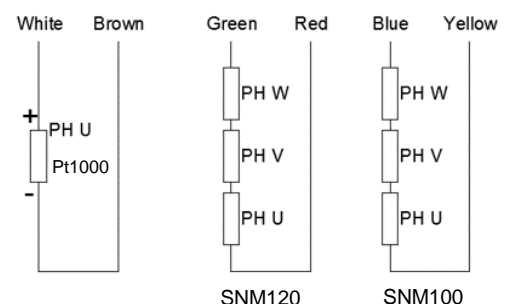 White Brown Green Red Blue Yellow
+
PH U
Pt1000
-
PH W
PH V
PH U
SNM120
PH W
PH V
PH U
SNM100